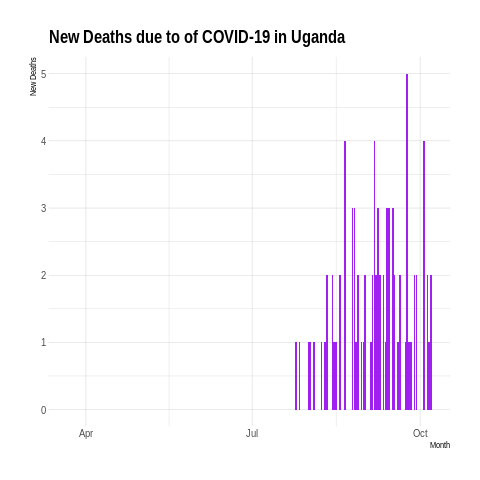 New Deaths due to of COVID-19 in Uganda
New Deaths
5
4
3
2
1
0
Apr
Jul
Oct
Month